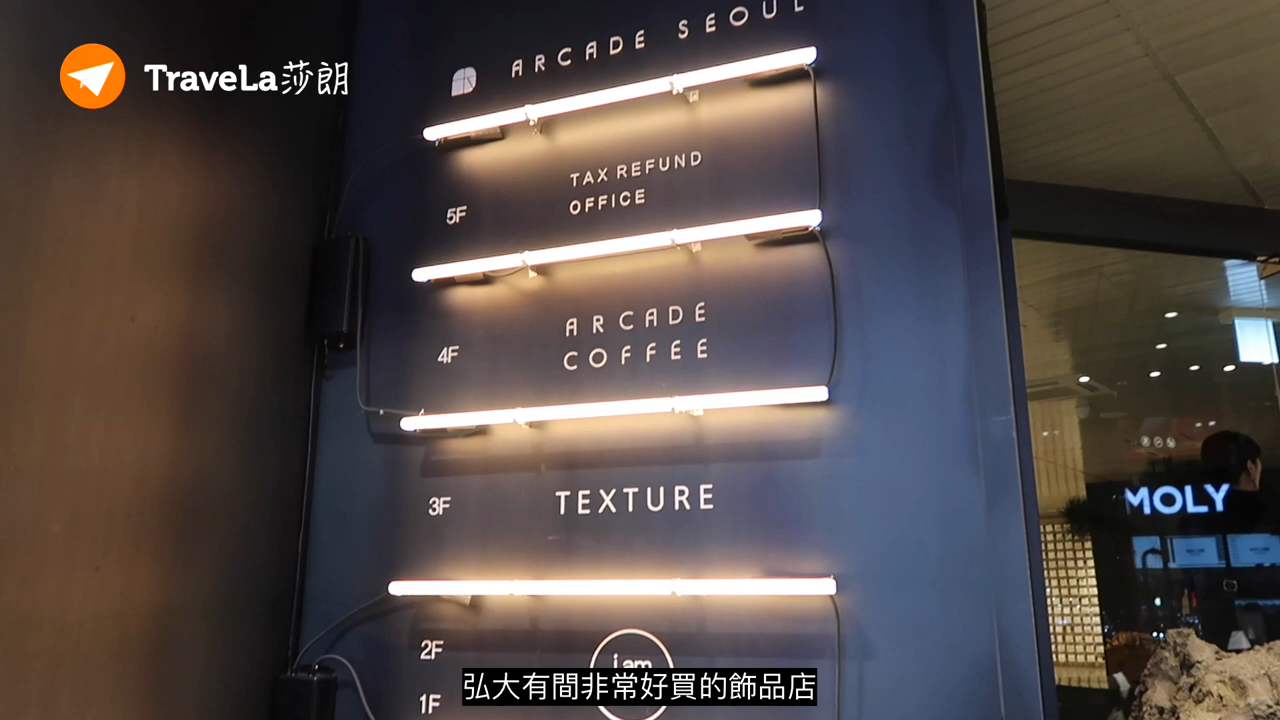 TraveLa莎朗
ARCADE SEOUL
5F
TAX REFUND
OFFICE
4F
ARCADE
COFFEE
3F
TEXTURE
2F
i am
1F
MOLY
弘大有間非常好買的飾品店